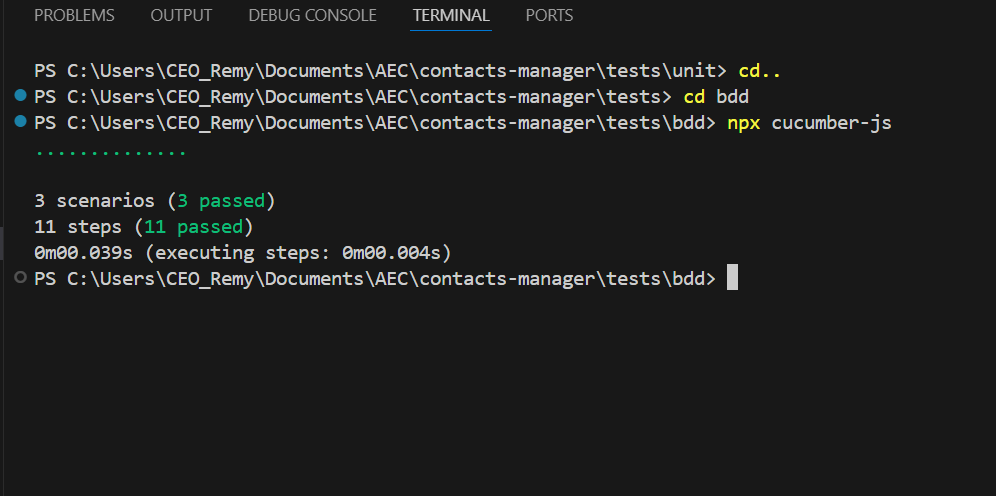 PROBLEMS OUTPUT DEBUG CONSOLE TERMINAL PORTS
PS C:\Users\CEO_Remy\Documents\AEC\contacts-manager\tests\unit> cd..
PS C:\Users\CEO_Remy\Documents\AEC\contacts-manager\tests> cd bdd
PS C:\Users\CEO_Remy\Documents\AEC\contacts-manager\tests\bdd> npx cucumber-js
..............
3 scenarios (3 passed)
11 steps (11 passed)
0m00.039s (executing steps: 0m00.004s)
PS C:\Users\CEO_Remy\Documents\AEC\contacts-manager\tests\bdd>